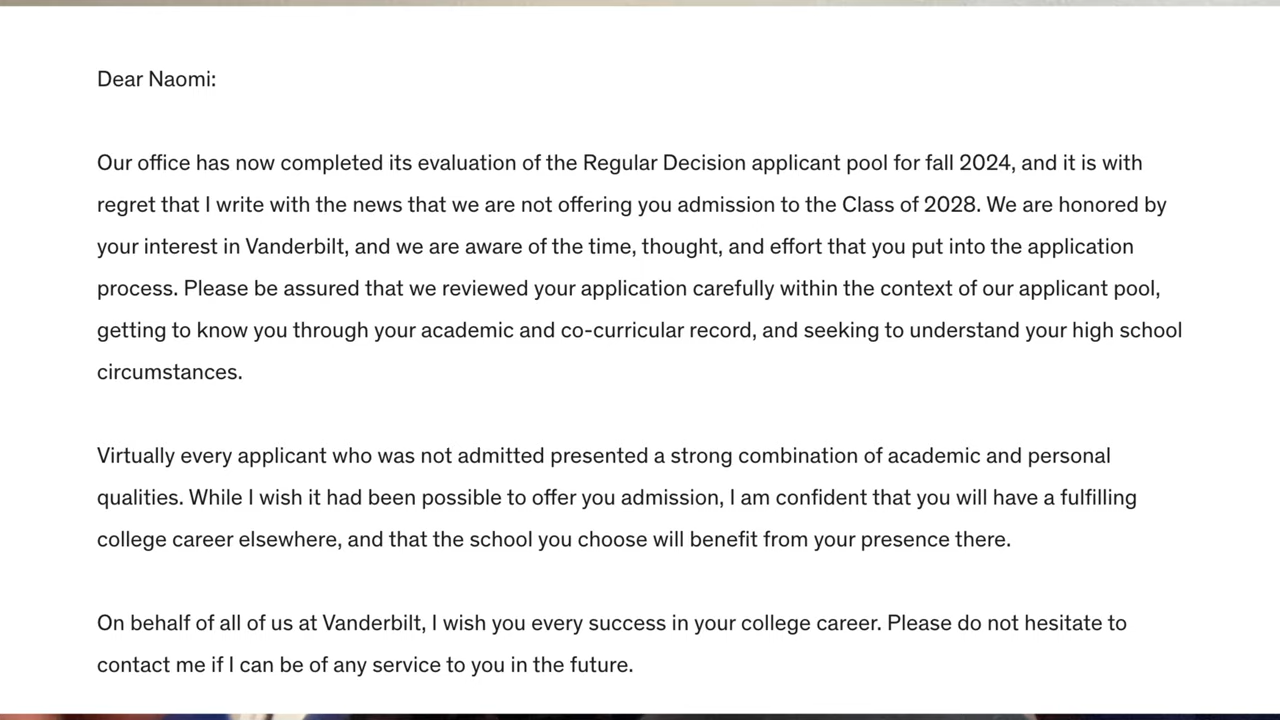 Dear Naomi:
Our office has now completed its evaluation of the Regular Decision applicant pool for fall 2024, and it is with
regret that I write with the news that we are not offering you admission to the Class of 2028. We are honored by
your interest in Vanderbilt, and we are aware of the time, thought, and effort that you put into the application
process. Please be assured that we reviewed your application carefully within the context of our applicant pool,
getting to know you through your academic and co-curricular record, and seeking to understand your high school
circumstances.
Virtually every applicant who was not admitted presented a strong combination of academic and personal
qualities. While I wish it had been possible to offer you admission, I am confident that you will have a fulfilling
college career elsewhere, and that the school you choose will benefit from your presence there.
On behalf of all of us at Vanderbilt, I wish you every success in your college career. Please do not hesitate to
contact me if I can be of any service to you in the future.